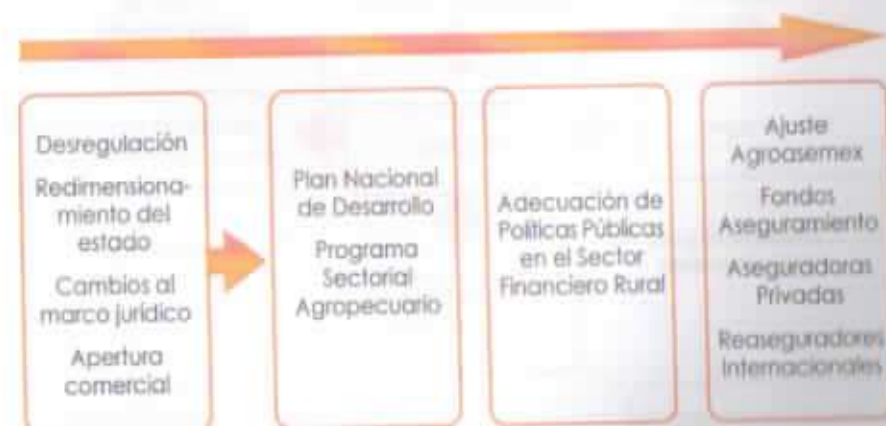 Desregulación
Redimensiona-
miento del
estado
Cambios al
marco jurídico
Apertura
comercial
Plan Nacional
de Desarrollo
Programa
Sectorial
Agropecuario
Adecuación de
Políticas Públicas
en el Sector
Financiero Rural
Ajuste
Agroasemex
Fondos
Aseguramiento
Aseguradoras
Privadas
Reaseguradores
Internacionales